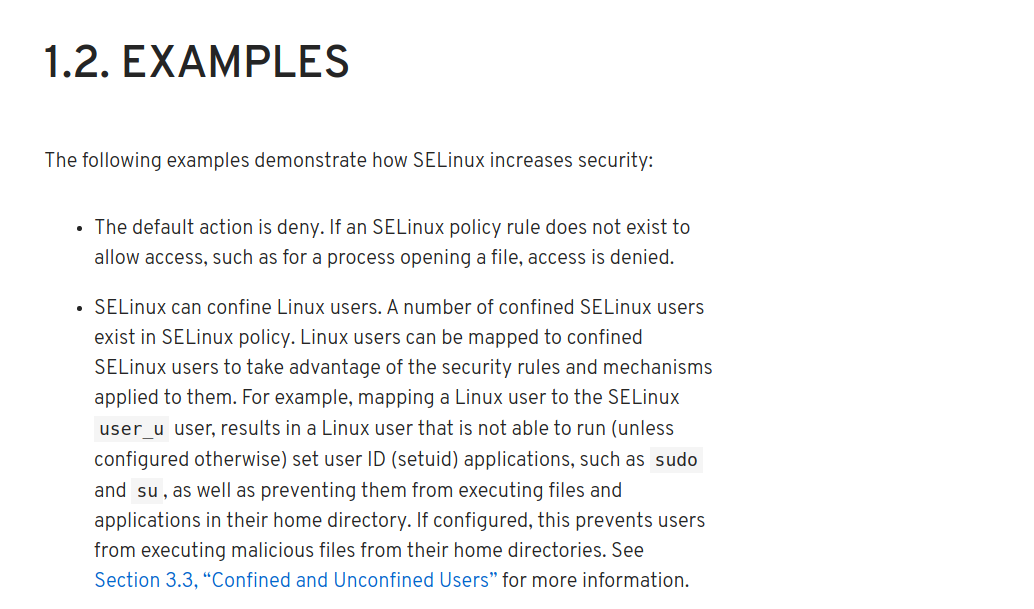 1.2. EXAMPLES
The following examples demonstrate how SELinux increases security:
• The default action is deny. If an SELinux policy rule does not exist to
allow access, such as for a process opening a file, access is denied.
• SELinux can confine Linux users. A number of confined SELinux users
exist in SELinux policy. Linux users can be mapped to confined
SELinux users to take advantage of the security rules and mechanisms
applied to them. For example, mapping a Linux user to the SELinux
user_u user, results in a Linux user that is not able to run (unless
configured otherwise) set user ID (setuid) applications, such as sudo
and su, as well as preventing them from executing files and
applications in their home directory. If configured, this prevents users
from executing malicious files from their home directories. See
Section 3.3, “Confined and Unconfined Users” for more information.